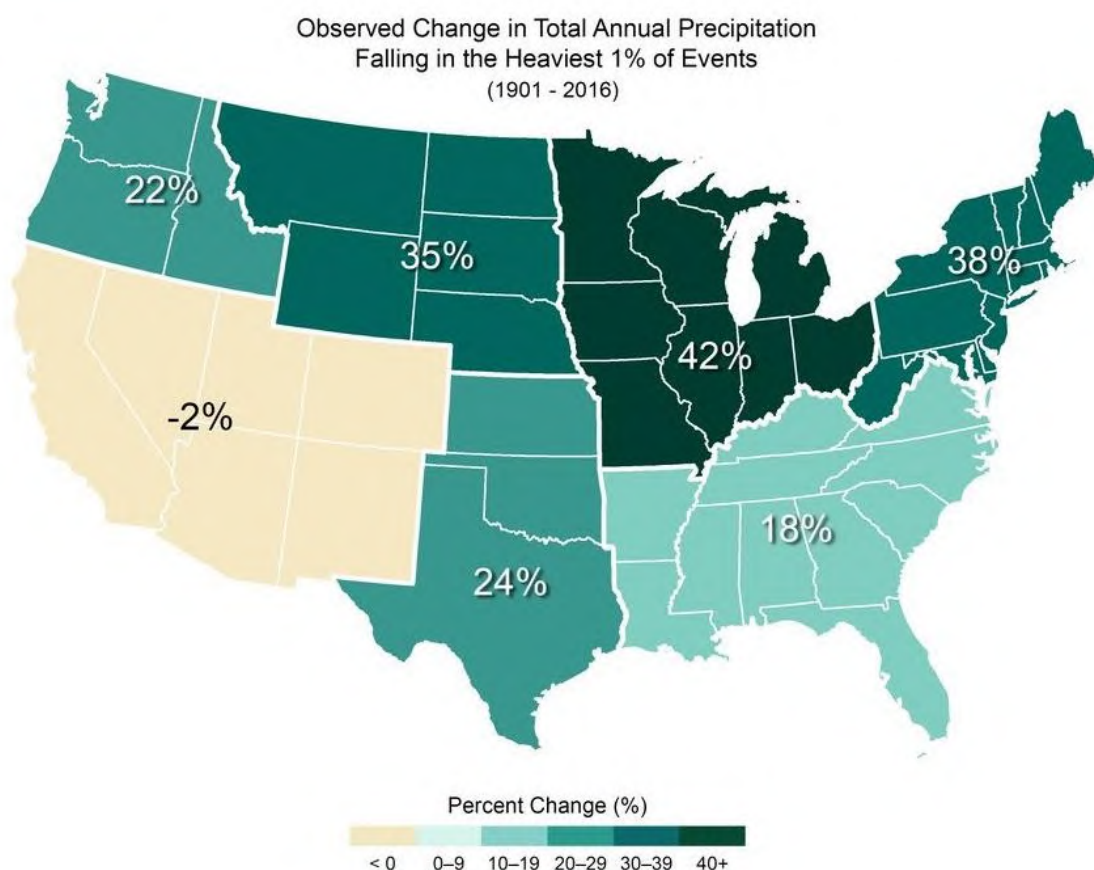 Observed Change in Total Annual Precipitation
Falling in the Heaviest 1% of Events
(1901 - 2016)
22%
35%
38%
42%
-2%
18%
24%
Percent Change (%)
< 0 0–9 10–19 20–29 30–39 40+